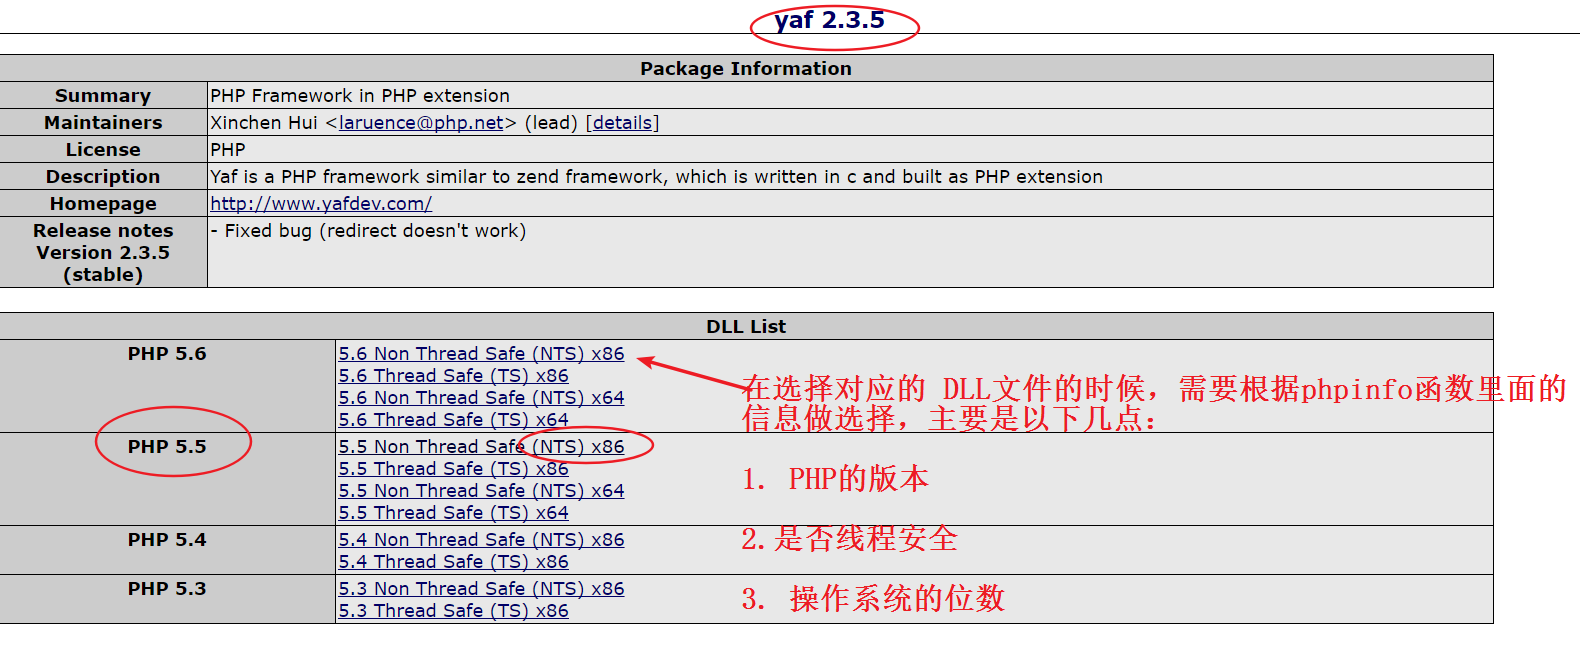 yaf 2.3.5
Package Information
Summary PHP Framework in PHP extension
Maintainers Xinchen Hui <laruence@php.net> (lead) [details]
License PHP
Description Yaf is a PHP framework similar to zend framework, which is written in c and built as PHP extension
Homepage http://www.yafdev.com/
Release notes
Version 2.3.5
(stable)
- Fixed bug (redirect doesn't work)
DLL List
PHP 5.6
5.6 Non Thread Safe (NTS) x86
5.6 Thread Safe (TS) x86
5.6 Non Thread Safe (NTS) x64
5.6 Thread Safe (TS) x64
PHP 5.5
5.5 Non Thread Safe (NTS) x86
5.5 Thread Safe (TS) x86
5.5 Non Thread Safe (NTS) x64
5.5 Thread Safe (TS) x64
PHP 5.4
5.4 Non Thread Safe (NTS) x86
5.4 Thread Safe (TS) x86
PHP 5.3
5.3 Non Thread Safe (NTS) x86
5.3 Thread Safe (TS) x86
在选择对应的 DLL文件的时候，需要根据phpinfo函数里面的
信息做选择，主要是以下几点：
1. PHP的版本
2.是否线程安全
3. 操作系统的位数